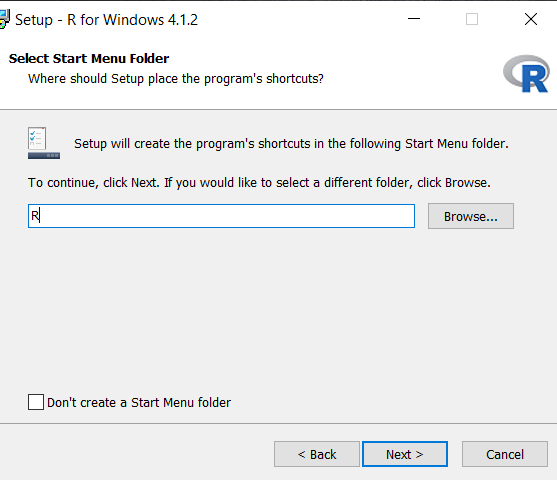 Setup - R for Windows 4.1.2
Select Start Menu Folder
Where should Setup place the program's shortcuts?
R
Setup will create the program's shortcuts in the following Start Menu folder.
To continue, click Next. If you would like to select a different folder, click Browse.
R
Browse...
Don't create a Start Menu folder
< Back
Next >
Cancel